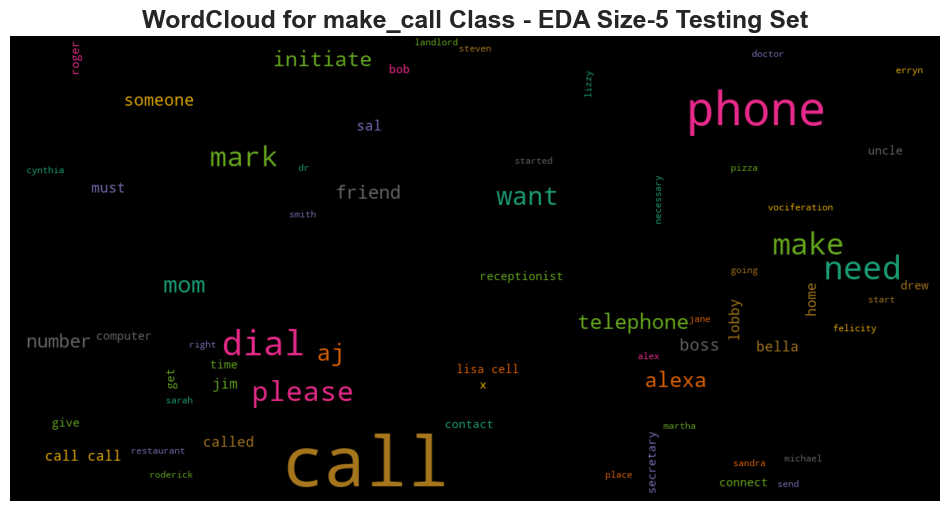 WordCloud for make_call Class - EDA Size-5 Testing Set
landlord
steven
roger
initiate
bob
doctor
erryn
lizzy
someone
phone
sal
mark
started
uncle
cynthia
dr
pizza
must
friend
want
necessary
smith
vociferation
make
need
mom
receptionist
going
home
drew
start
lobby
telephone
jane
felicity
number
computer
right
dial
aj
boss
bella
alex
time
lisa cell
get
jim
please
x
alexa
sarah
give
contact
martha
called
call call
restaurant
call
secretary
sandra
michael
roderick
place
connect
send